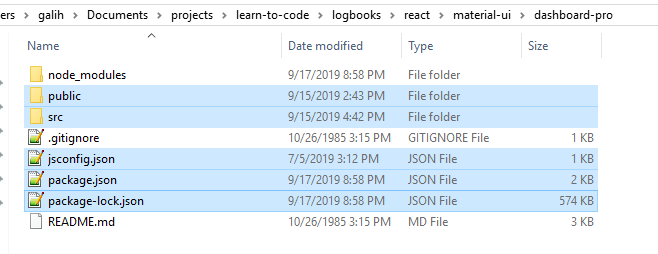 ers > galih > Documents > projects > learn-to-code > logbooks > react > material-ui > dashboard-pro
Name Date modified Type Size
node_modules 9/17/2019 8:58 PM File folder
public 9/15/2019 2:43 PM File folder
src 9/15/2019 4:42 PM File folder
.gitignore 10/26/1985 3:15 PM GITIGNORE File 1 KB
jsconfig.json 7/5/2019 3:12 PM JSON File 1 KB
package.json 9/17/2019 8:58 PM JSON File 2 KB
package-lock.json 9/17/2019 8:58 PM JSON File 574 KB
README.md 10/26/1985 3:15 PM MD File 3 KB